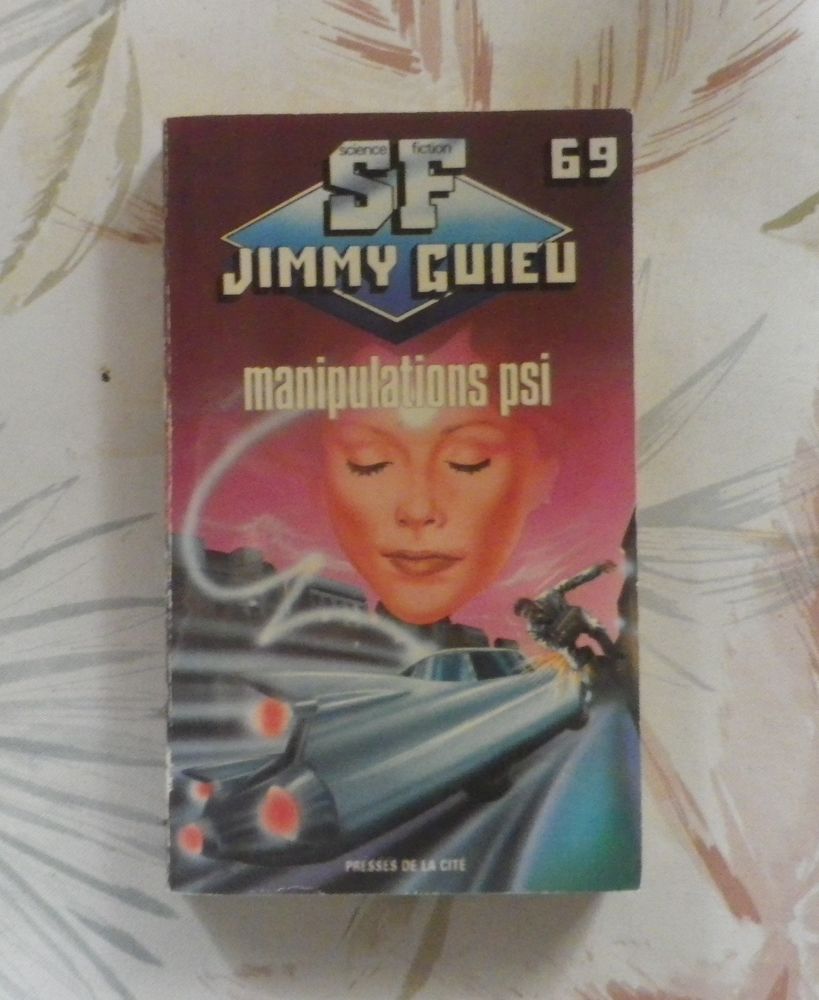 science fiction
SF
69
JIMMY GUIEU
manipulations psi
PRESSES DE LA CITÉ